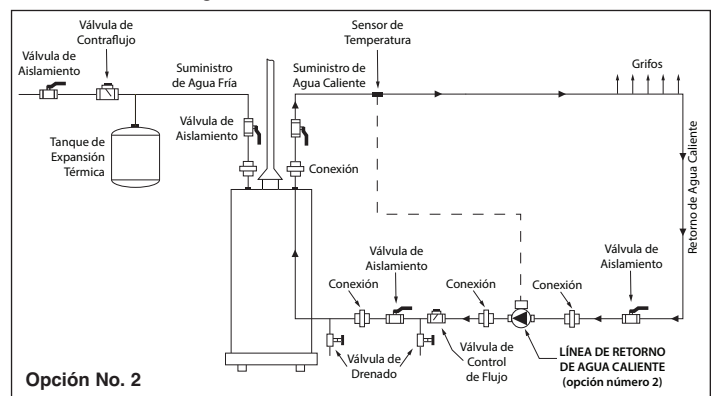 Válvula de
Contraflujo
Válvula de
Aislamiento
Sensor de
Temperatura
Suministro
de Agua Fría
Suministro de
Agua Caliente
Grifos
Válvula de
Aislamiento
Tanque de
Expansión
Térmica
Conexión
Retorno de Agua Caliente
Válvula de
Aislamiento
Válvula de
Aislamiento
Conexión
Conexión
Conexión
Válvula de
Drenado
Válvula de
Control
de Flujo
LÍNEA DE RETORNO
DE AGUA CALIENTE
(opción número 2)
Opción No. 2